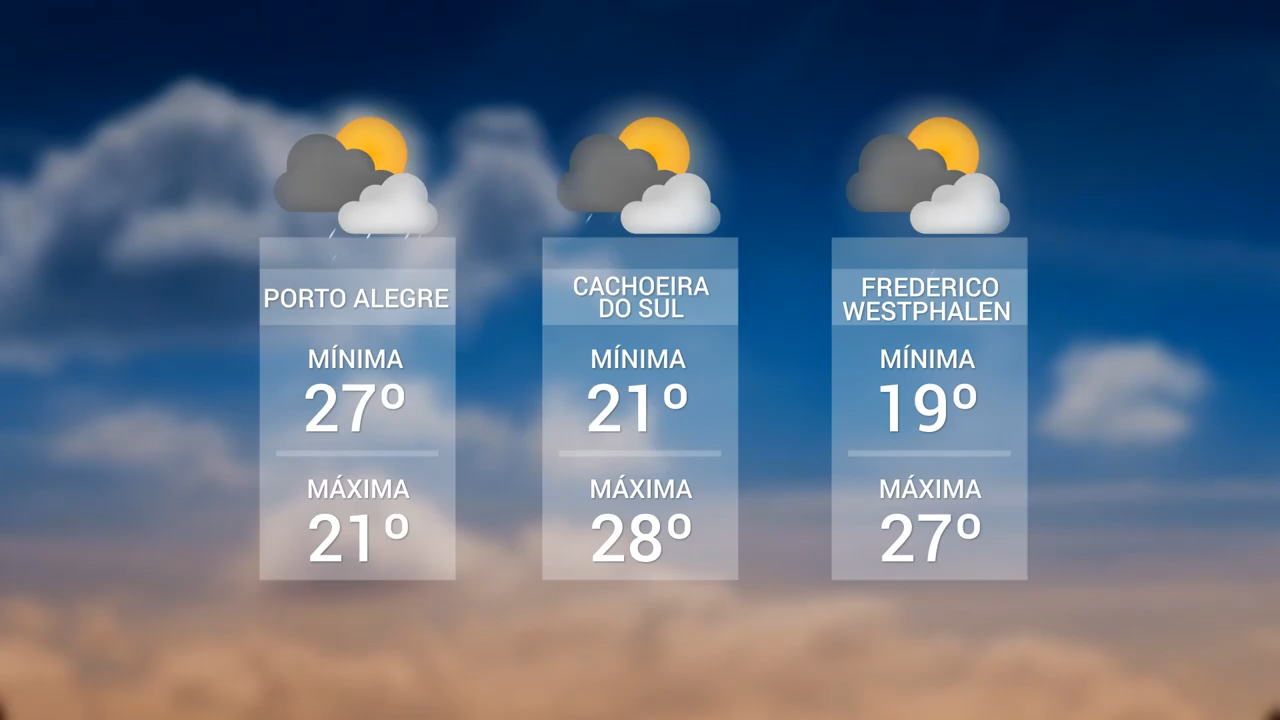 PORTO ALEGRE
MÍNIMA
27º
MÁXIMA
21º
CACHOEIRA
DO SUL
MÍNIMA
21º
MÁXIMA
28º
FREDERICO
WESTPHALEN
MÍNIMA
19º
MÁXIMA
27º